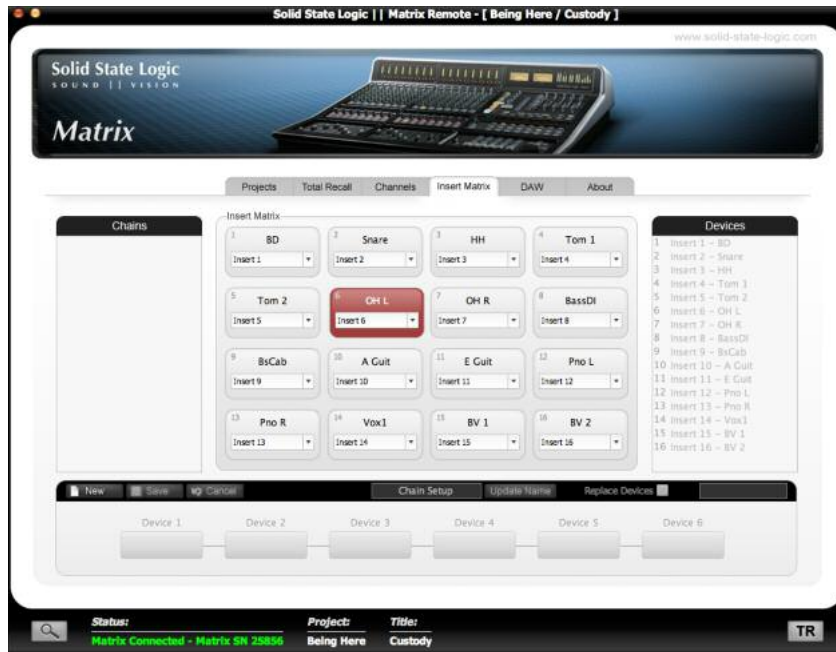 Solid State Logic || Matrix Remote - [ Being Here / Custody ]
www.solid-state-logic.com
Solid State Logic
SOUND || VISION
Matrix
Projects Total Recall Channels Insert Matrix DAW About
Chains
Insert Matrix
Devices
1 BD 2 Snare 3 HH 4 Tom 1
Insert 1 Insert 2 Insert 3 Insert 4
5 Tom 2 6 OH L 7 OH R 8 BassDI
Insert 5 Insert 6 Insert 7 Insert 8
9 BsCab 10 A Guit 11 E Guit 12 Pno L
Insert 9 Insert 10 Insert 11 Insert 12
13 Pno R 14 Vox1 15 BV 1 16 BV 2
Insert 13 Insert 14 Insert 15 Insert 16
1 Insert 1 - BD
2 Insert 2 - Snare
3 Insert 3 - HH
4 Insert 4 - Tom 1
5 Insert 5 - Tom 2
6 Insert 6 - OH L
7 Insert 7 - OH R
8 Insert 8 - BassDI
9 Insert 9 - BsCab
10 Insert 10 - A Guit
11 Insert 11 - E Guit
12 Insert 12 - Pno L
13 Insert 13 - Pno R
14 Insert 14 - Vox1
15 Insert 15 - BV 1
16 Insert 16 - BV 2
New Save Cancel Chain Setup Update Name Replace Devices
Device 1 Device 2 Device 3 Device 4 Device 5 Device 6
Status: Project: Title:
Matrix Connected - Matrix SN 25856 Being Here Custody
TR